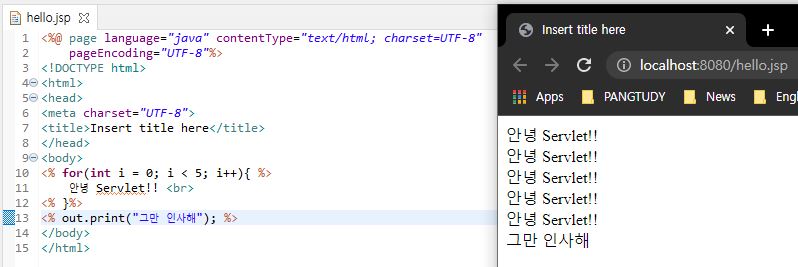 hello.jsp
1 <%@ page language="java" contentType="text/html; charset=UTF-8"
2 pageEncoding="UTF-8"%>
3 <!DOCTYPE html>
4 <html>
5 <head>
6 <meta charset="UTF-8">
7 <title>Insert title here</title>
8 </head>
9 <body>
10 <% for(int i = 0; i < 5; i++){ %>
11 안녕 Servlet!! <br>
12 <% }%>
13 <% out.print("그만 인사해"); %>
14 </body>
15 </html>
Insert title here
localhost:8080/hello.jsp
Apps PANGTUDY News
안녕 Servlet!!
안녕 Servlet!!
안녕 Servlet!!
안녕 Servlet!!
안녕 Servlet!!
그만 인사해